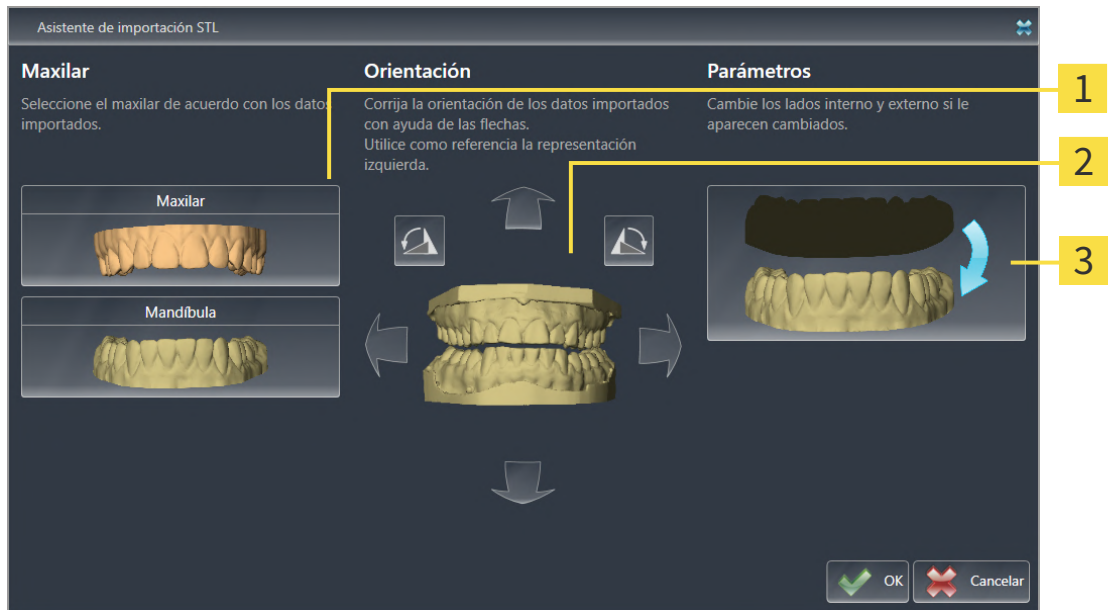 Asistente de importación STL
Maxilar
Seleccione el maxilar de acuerdo con los datos
importados.
Maxilar
Mandíbula
Orientación
Corrija la orientación de los datos importados
con ayuda de las flechas.
Utilice como referencia la representación
izquierda.
Parámetros
Cambie los lados interno y externo si le
aparecen cambiados.
1
2
3
OK
Cancelar